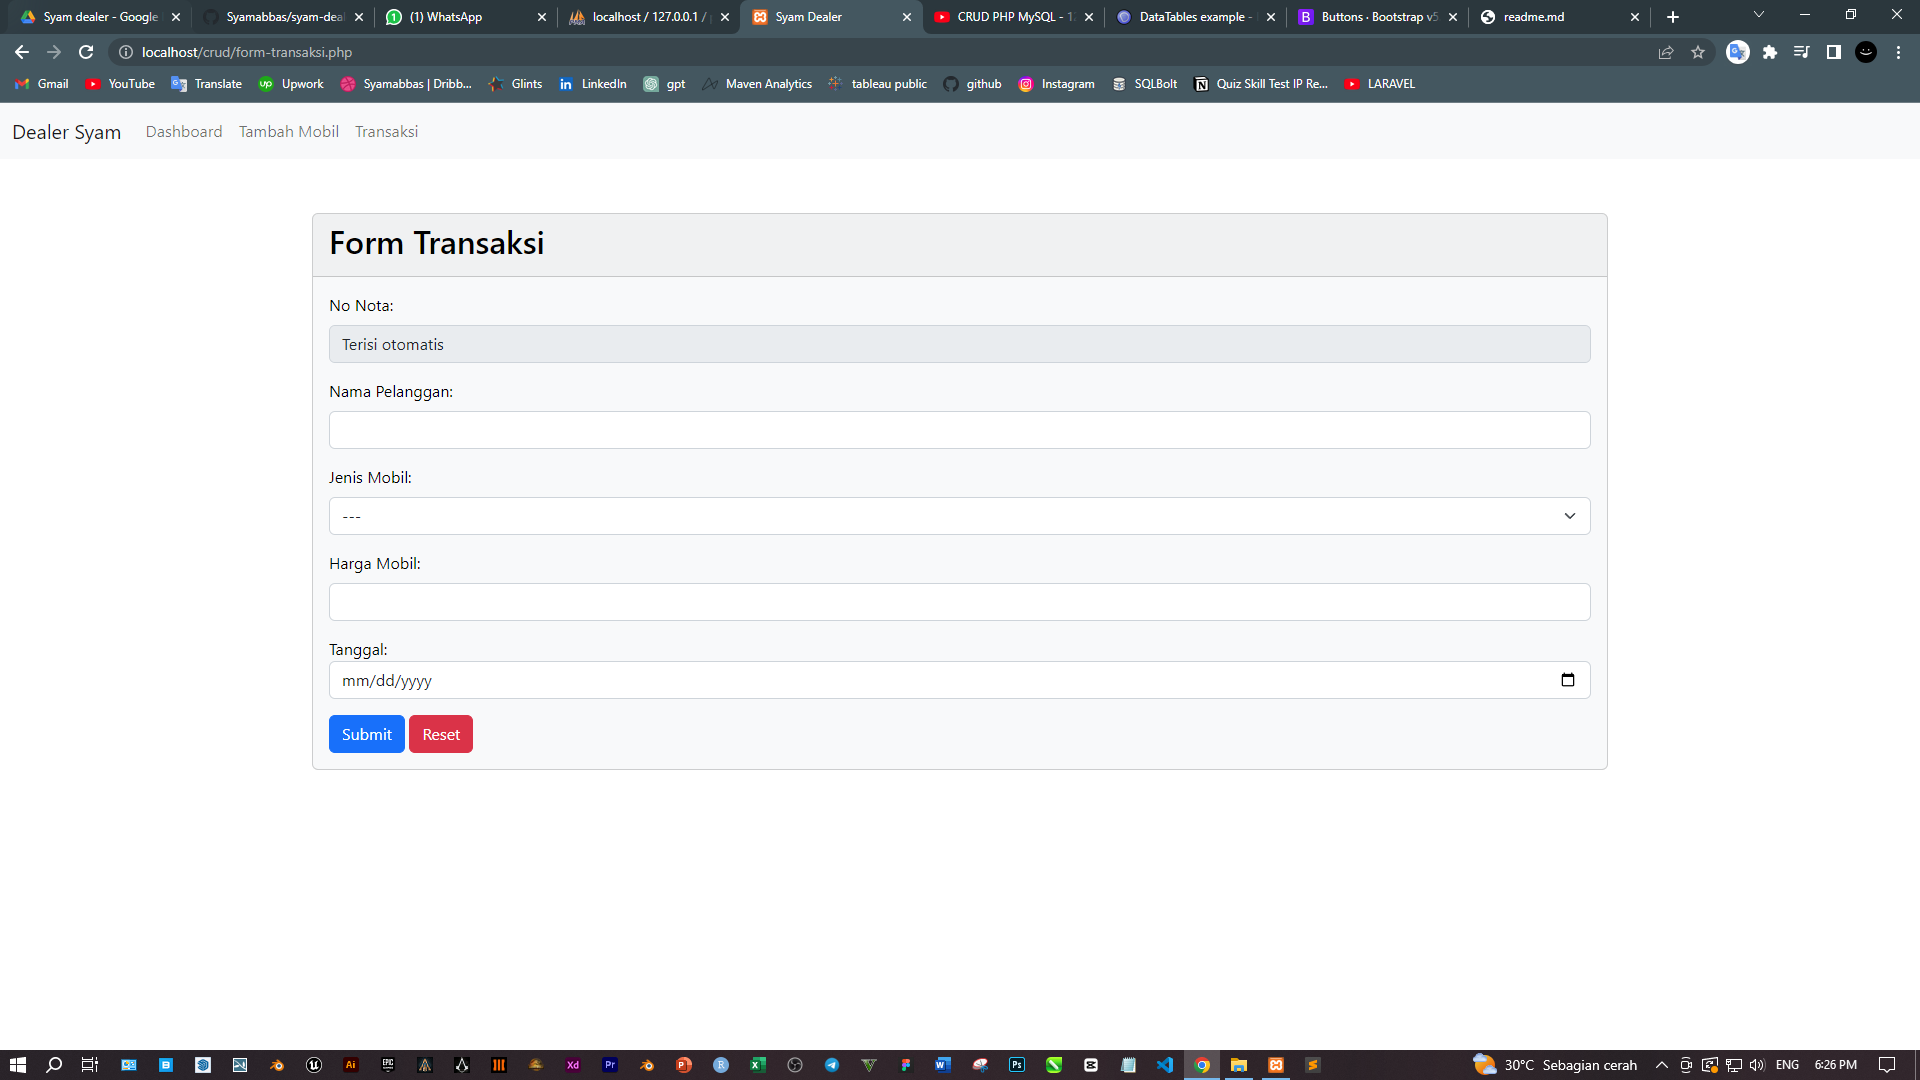 Syam dealer - Google
Syamabbas/syam-deal
(1) WhatsApp
localhost / 127.0.0.1 /
Syam Dealer
CRUD PHP MySQL - 12
DataTables example -
Buttons · Bootstrap v5
readme.md
localhost/crud/form-transaksi.php
Gmail
YouTube
Translate
Upwork
Syamabbas | Dribb...
Glints
LinkedIn
gpt
Maven Analytics
tableau public
github
Instagram
SQLBolt
Quiz Skill Test IP Re...
LARAVEL
Dealer Syam
Dashboard
Tambah Mobil
Transaksi
Form Transaksi
No Nota:
Terisi otomatis
Nama Pelanggan:
Jenis Mobil:
---
Harga Mobil:
Tanggal:
mm/dd/yyyy
Submit
Reset
30°C Sebagian cerah
ENG
6:26 PM